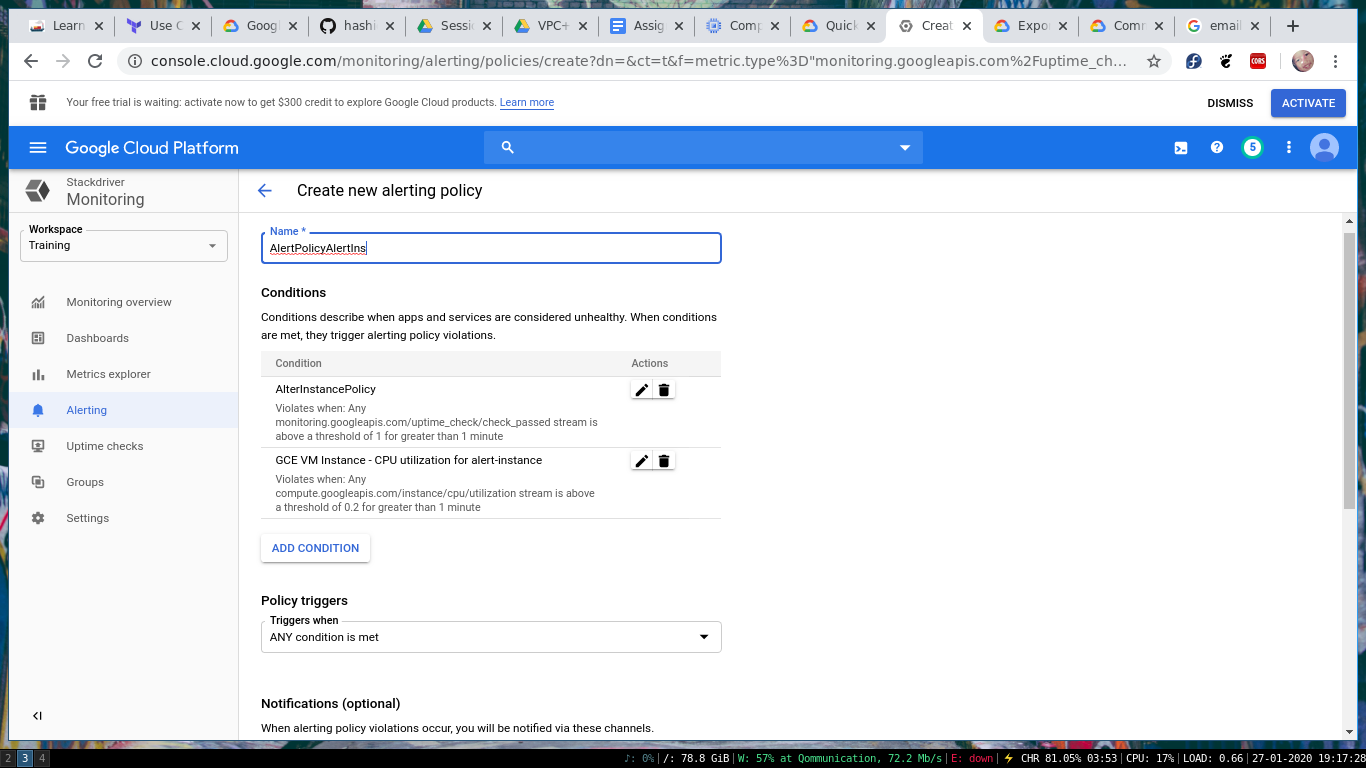 Learn
Use C
Googl
hashi
Sessi
VPC+
Assig
Comp
Quick
Creat
Expo
Comm
email
console.cloud.google.com/monitoring/alerting/policies/create?dn=&ct=t&f=metric.type%3D"monitoring.googleapis.com%2Fuptime_ch...
CORS
Your free trial is waiting: activate now to get $300 credit to explore Google Cloud products. Learn more
DISMISS
ACTIVATE
Google Cloud Platform
5
Stackdriver
Monitoring
Create new alerting policy
Workspace
Training
Monitoring overview
Dashboards
Metrics explorer
Alerting
Uptime checks
Groups
Settings
Name *
AlertPolicyAlertIns
Conditions
Conditions describe when apps and services are considered unhealthy. When conditions
are met, they trigger alerting policy violations.
Condition Actions
AlterInstancePolicy
Violates when: Any
monitoring.googleapis.com/uptime_check/check_passed stream is
above a threshold of 1 for greater than 1 minute
GCE VM Instance - CPU utilization for alert-instance
Violates when: Any
compute.googleapis.com/instance/cpu/utilization stream is above
a threshold of 0.2 for greater than 1 minute
ADD CONDITION
Policy triggers
Triggers when
ANY condition is met
Notifications (optional)
When alerting policy violations occur, you will be notified via these channels.
2 3 4
♪: 0%|/: 78.8 GiB|W: 57% at Qommunication, 72.2 Mb/s|E: down|⚡ CHR 81.05% 03:53|CPU: 17%|LOAD: 0.66|27-01-2020 19:17:28